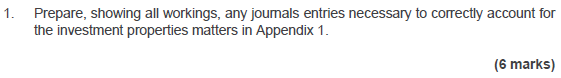 1. Prepare, showing all workings, any journals entries necessary to correctly account for
the investment properties matters in Appendix 1.
(6 marks)